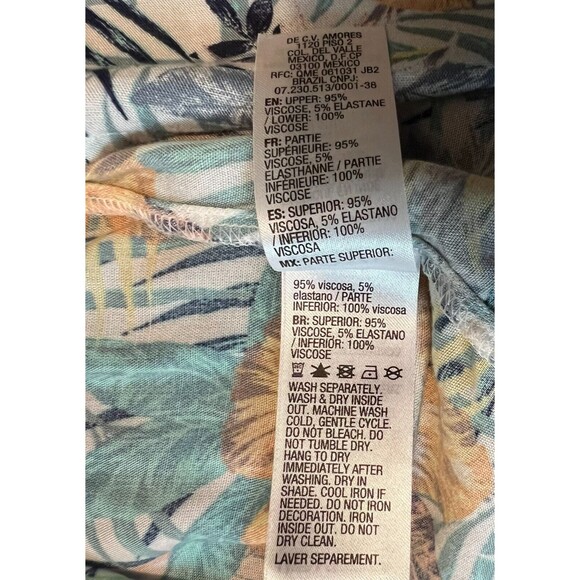 DE C.V. AMORES
1120 PISO 2
COL. DEL VALLE
MEXICO, D.F. CP
03100 MEXICO
RFC: QME 061031 JB2
BRAZIL CNPJ:
07.230.513/0001-38
EN: UPPER: 95%
VISCOSE, 5% ELASTANE
/ LOWER: 100%
VISCOSE
FR: PARTIE
SUPÉRIEURE: 95%
VISCOSE, 5%
ELASTHANNE / PARTIE
INFÉRIEURE: 100%
VISCOSE
ES: SUPERIOR: 95%
VISCOSA, 5% ELASTANO
/ INFERIOR: 100%
VISCOSA
MX: PARTE SUPERIOR:
95% viscosa, 5%
elastano / PARTE
INFERIOR: 100% viscosa
BR: SUPERIOR: 95%
VISCOSE, 5% ELASTANO
/ INFERIOR: 100%
VISCOSE
WASH SEPARATELY.
WASH & DRY INSIDE
OUT. MACHINE WASH
COLD, GENTLE CYCLE.
DO NOT BLEACH. DO
NOT TUMBLE DRY.
HANG TO DRY
IMMEDIATELY AFTER
WASHING. DRY IN
SHADE. COOL IRON IF
NEEDED. DO NOT IRON
DECORATION. IRON
INSIDE OUT. DO NOT
DRY CLEAN.
LAVER SEPAREMENT.